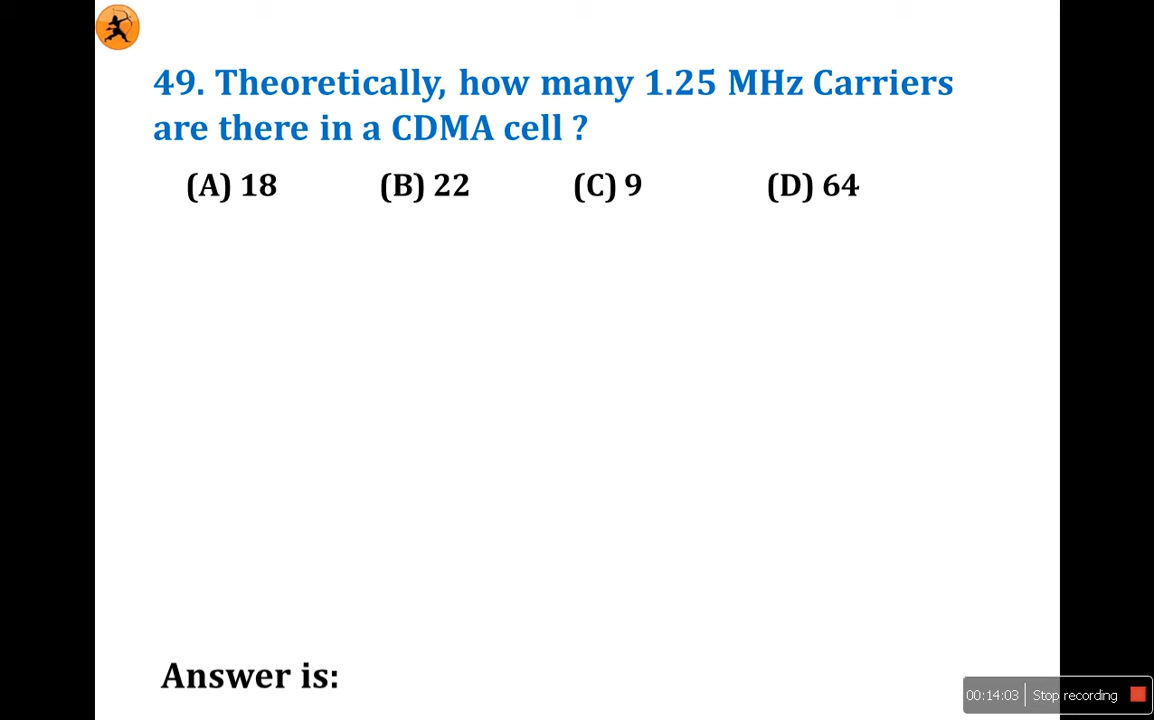 49. Theoretically, how many 1.25 MHz Carriers
are there in a CDMA cell ?
(A) 18 (B) 22 (C) 9 (D) 64
Answer is:
00:14:03 Stop recording